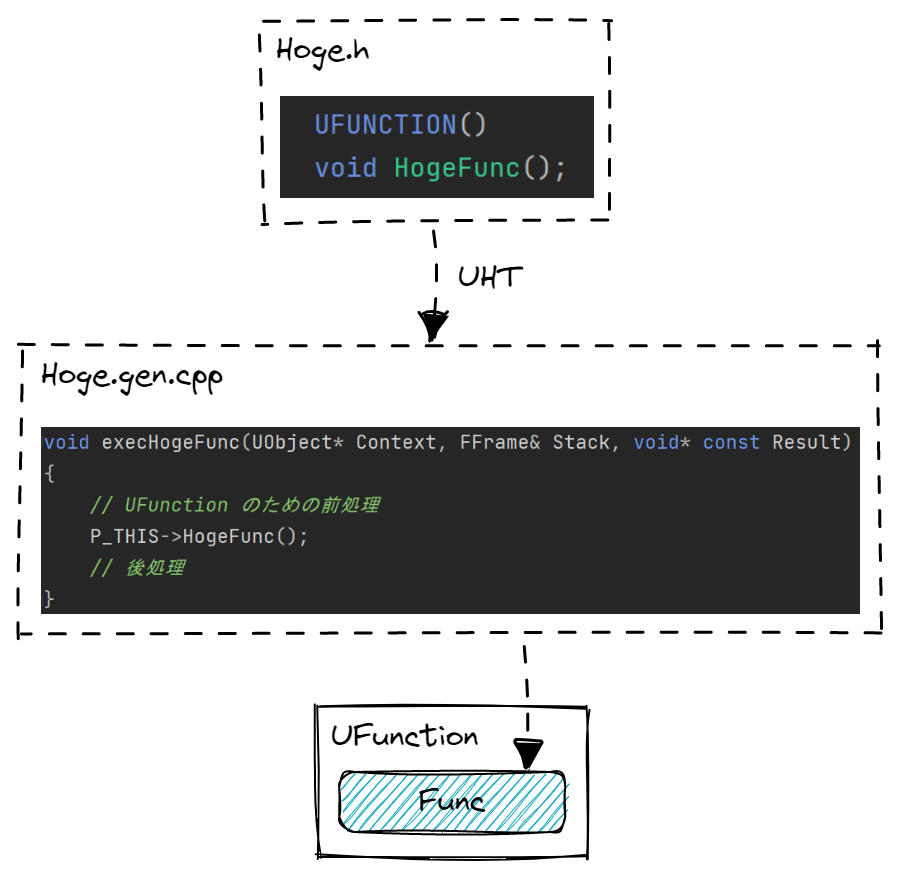 Hoge.h
UFUNCTION()
void HogeFunc();
UHT
Hoge.gen.cpp
void execHogeFunc(UObject* Context, FFrame& Stack, void* const Result)
{
// UFunction のための前処理
P_THIS->HogeFunc();
// 後処理
}
UFunction
Func